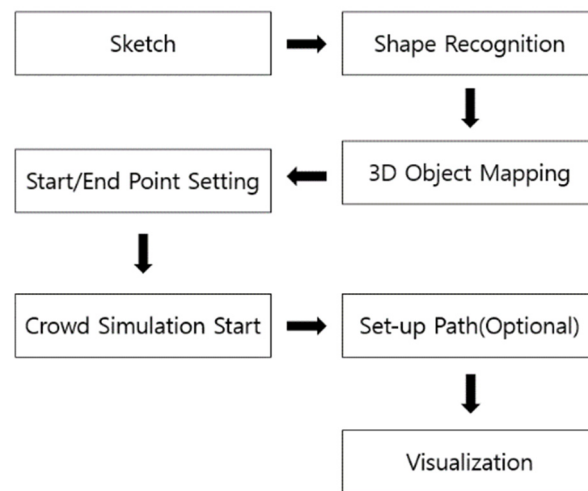 Sketch
Shape Recognition
3D Object Mapping
Start/End Point Setting
Crowd Simulation Start
Set-up Path(Optional)
Visualization